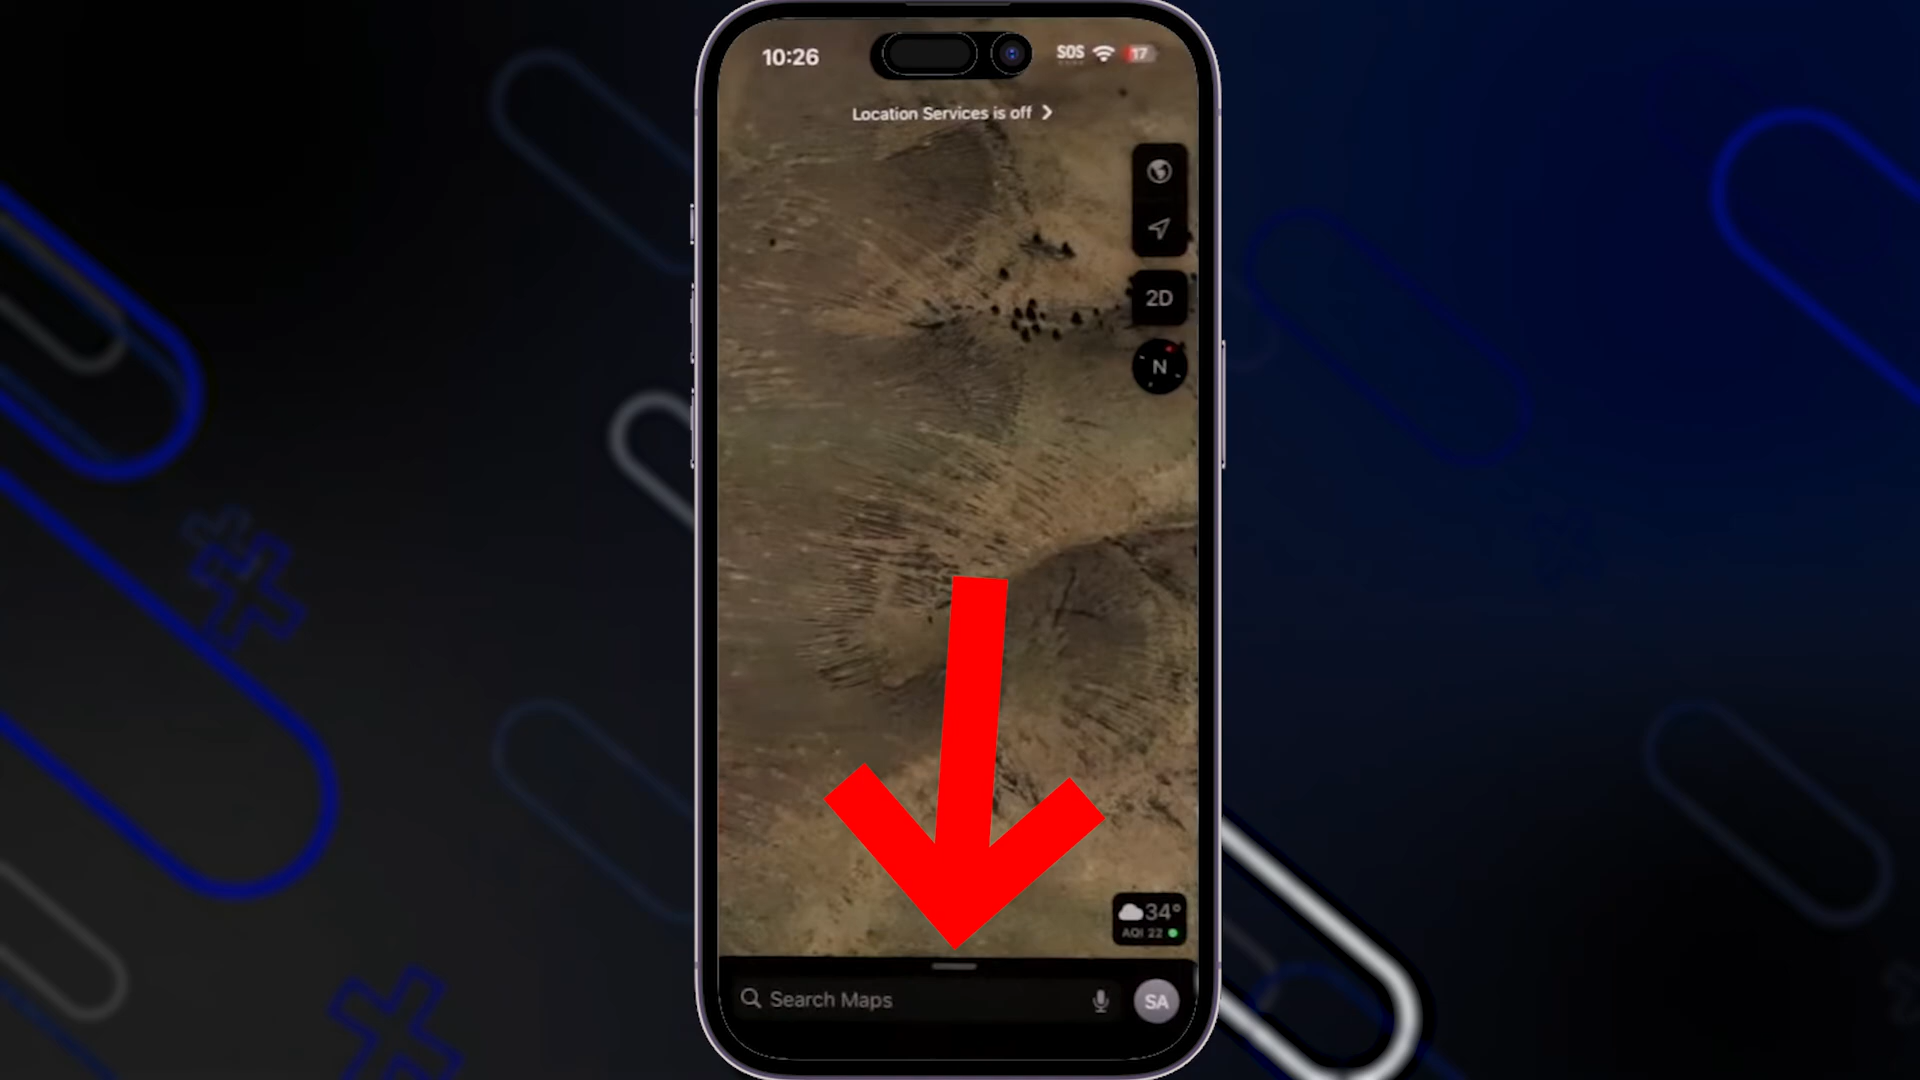 10:26
SOS
17
Location Services is off
2D
N
34°
AQI 22
Search Maps
SA